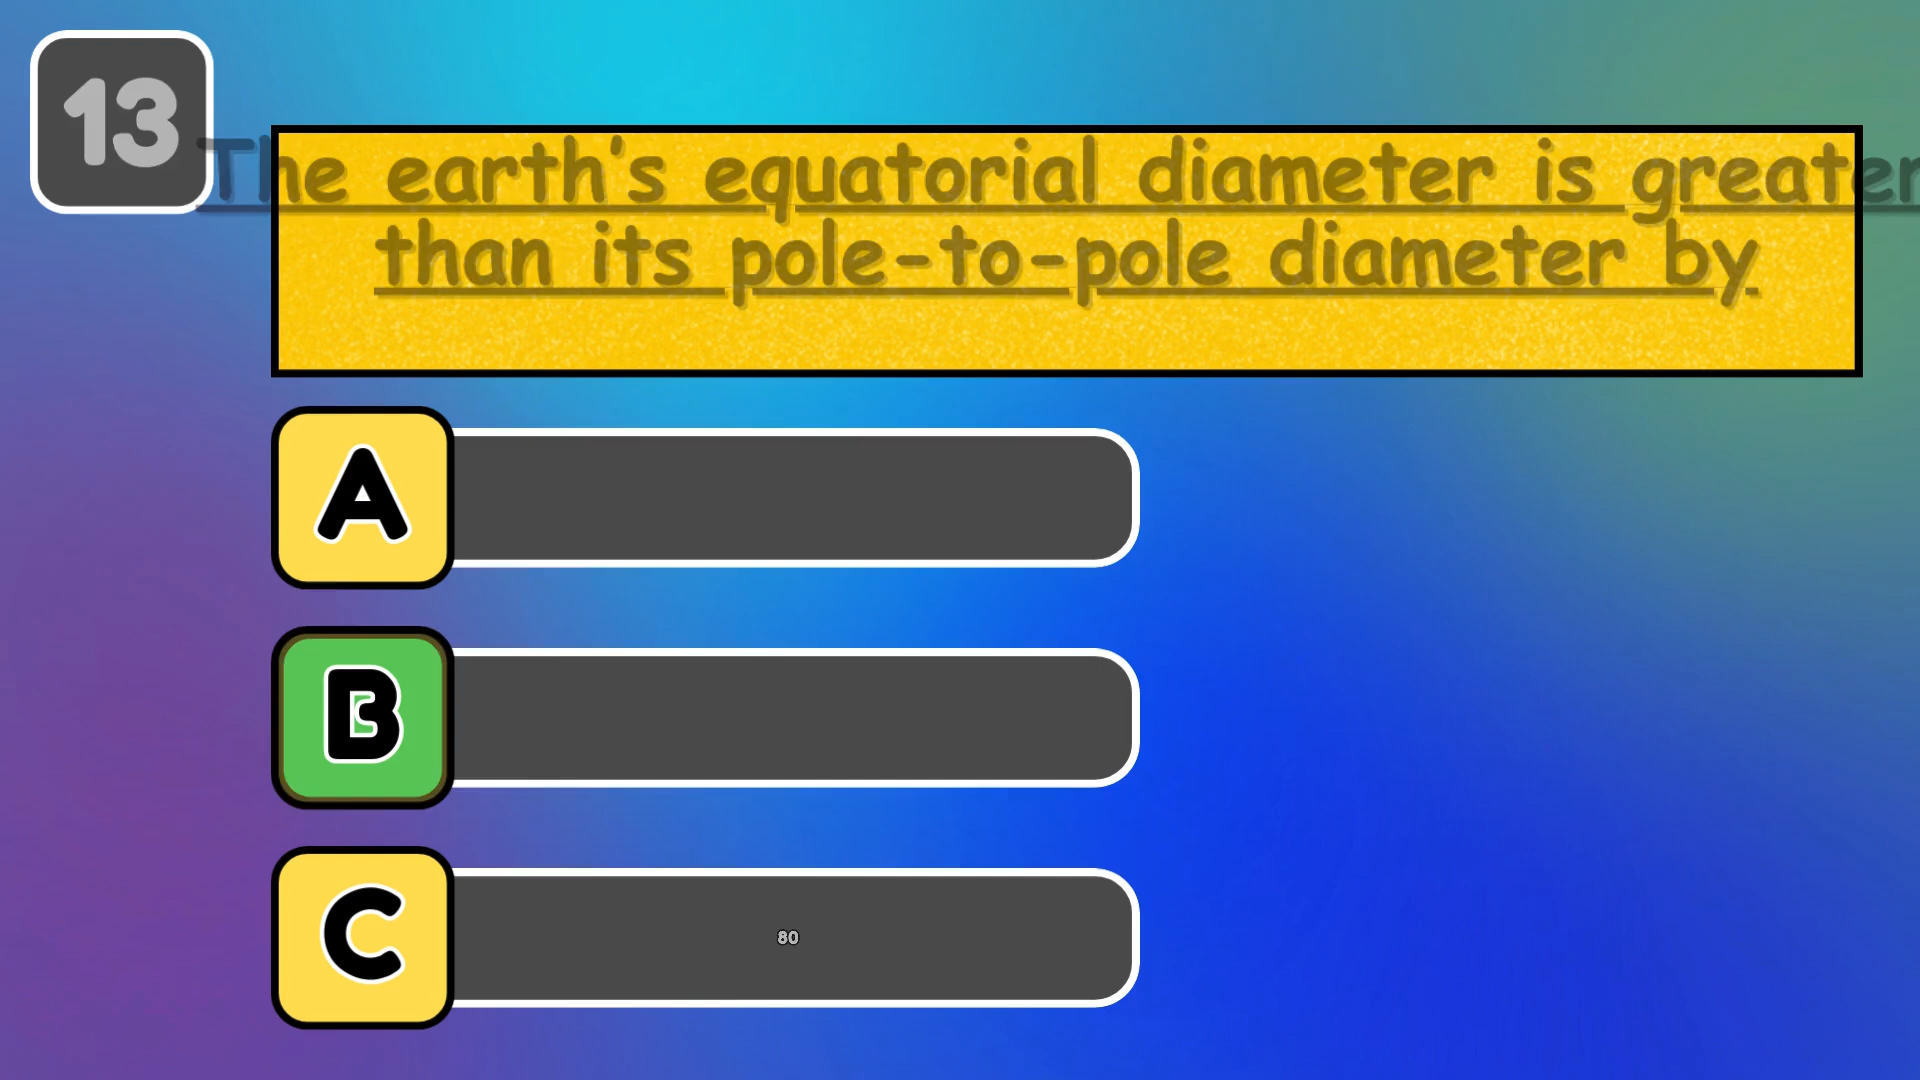 13
The earth's equatorial diameter is greater
than its pole-to-pole diameter by
A
B
C
80